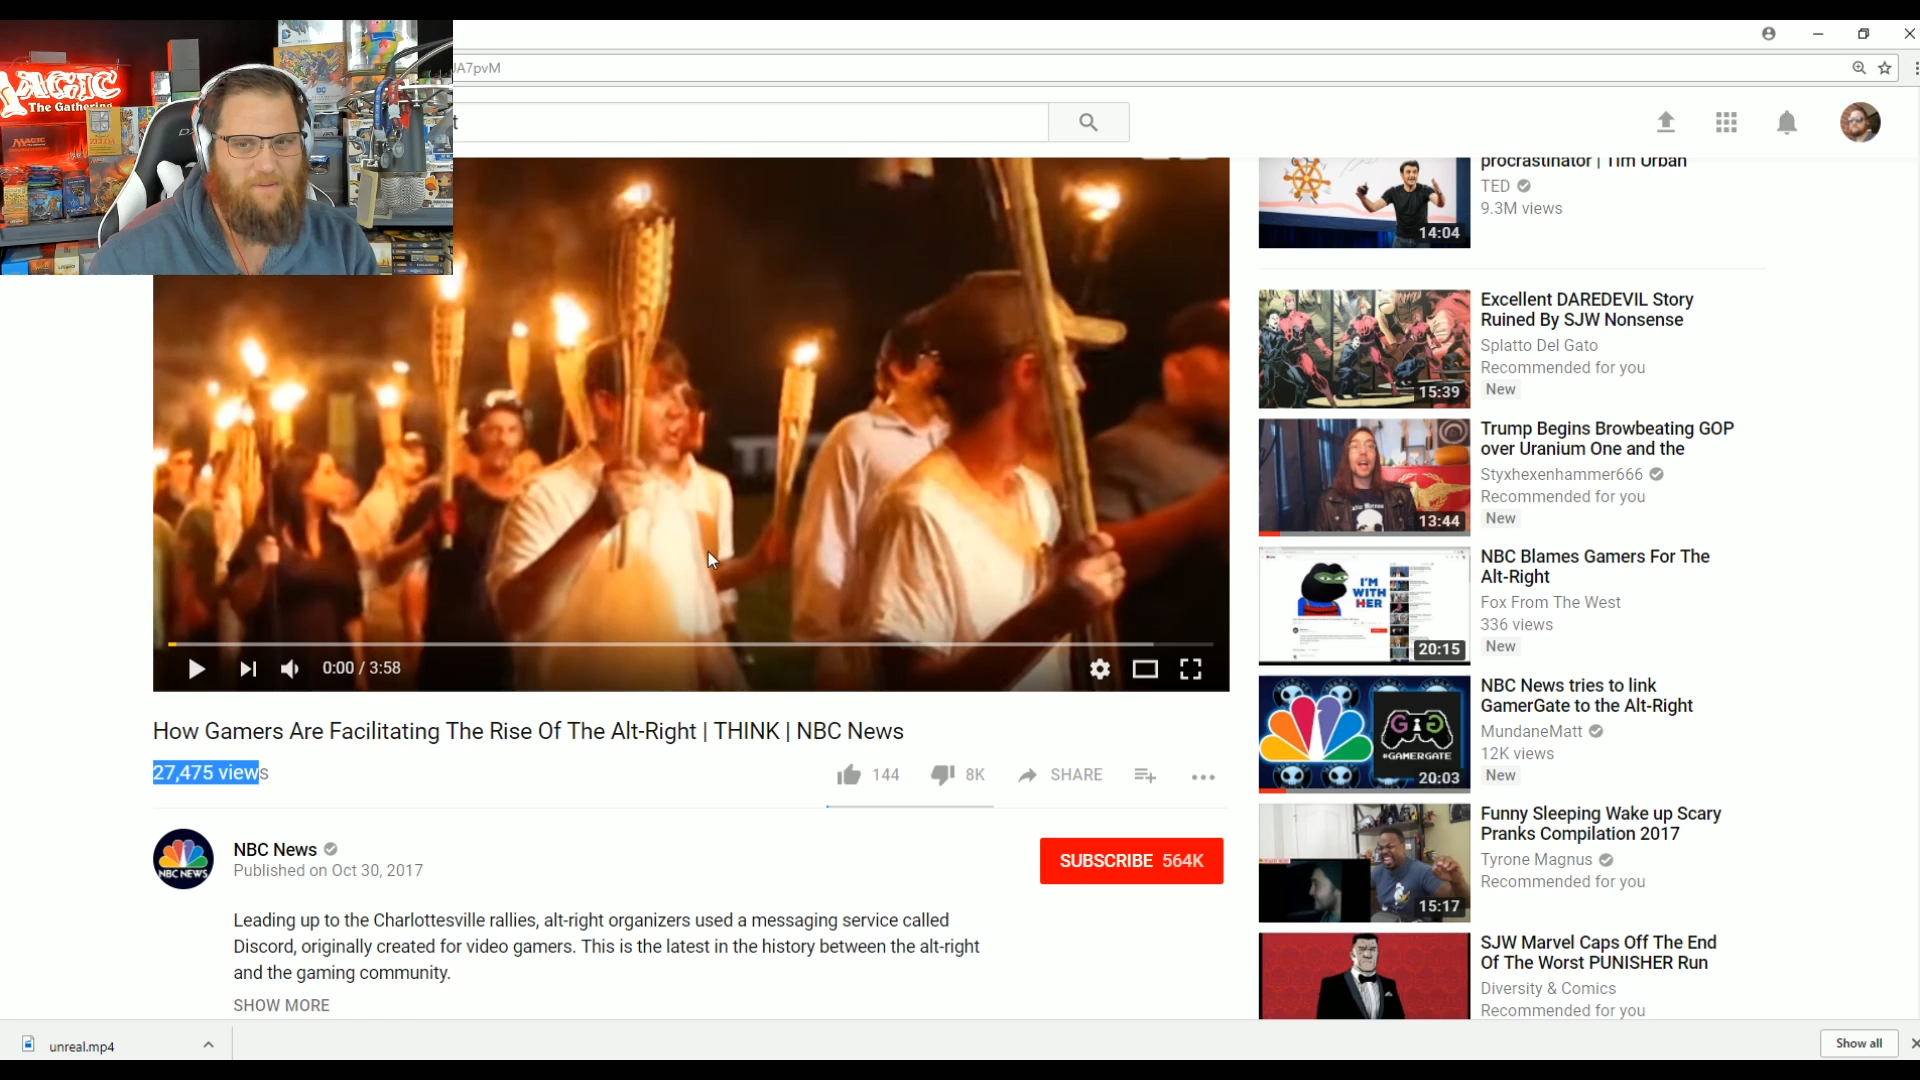 MAGIC
The Gathering
MAGIC
JA7pvM
t
procrastinator | Tim Urban
TED
9.3M views
14:04
Excellent DAREDEVIL Story
Ruined By SJW Nonsense
Splatto Del Gato
Recommended for you
New
15:39
Trump Begins Browbeating GOP
over Uranium One and the
Styxhexenhammer666
Recommended for you
New
13:44
I'M
WITH
HER
NBC Blames Gamers For The
Alt-Right
Fox From The West
336 views
New
20:15
#GAMERGATE
NBC News tries to link
GamerGate to the Alt-Right
MundaneMatt
12K views
New
20:03
Funny Sleeping Wake up Scary
Pranks Compilation 2017
Tyrone Magnus
Recommended for you
15:17
SJW Marvel Caps Off The End
Of The Worst PUNISHER Run
Diversity & Comics
Recommended for you
0:00 / 3:58
How Gamers Are Facilitating The Rise Of The Alt-Right | THINK | NBC News
27,475 views
144
8K
SHARE
NBC NEWS
NBC News
Published on Oct 30, 2017
SUBSCRIBE 564K
Leading up to the Charlottesville rallies, alt-right organizers used a messaging service called
Discord, originally created for video gamers. This is the latest in the history between the alt-right
and the gaming community.
SHOW MORE
unreal.mp4
Show all